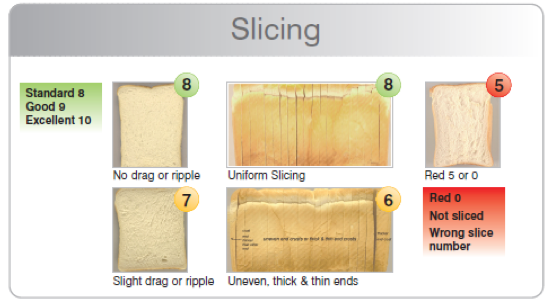 Slicing
Standard 8
Good 9
Excellent 10
8
No drag or ripple
8
Uniform Slicing
5
Red 5 or 0
7
Slight drag or ripple
6
Uneven, thick & thin ends
Red 0
Not sliced
Wrong slice
number